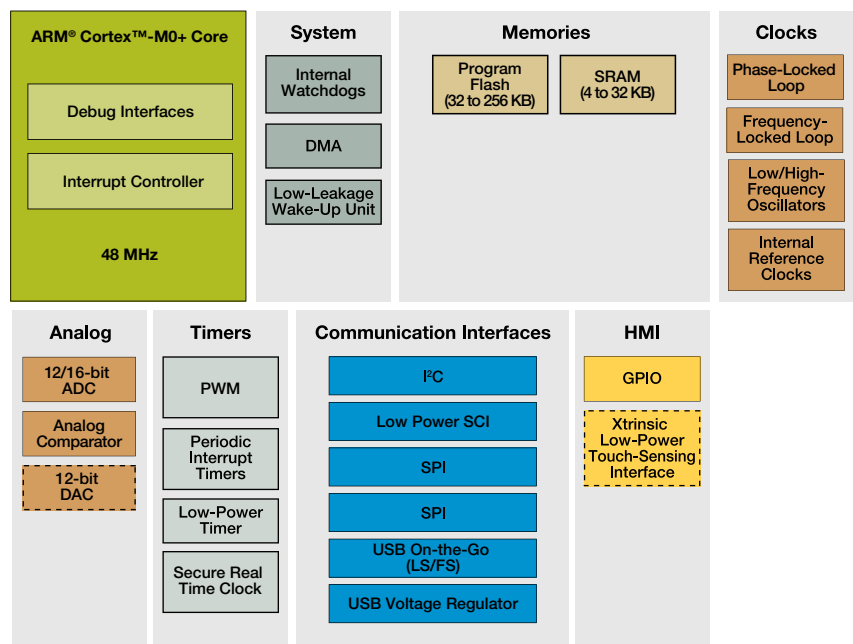 ARM® Cortex™-M0+ Core
Debug Interfaces
Interrupt Controller
48 MHz
System
Internal
Watchdogs
DMA
Low-Leakage
Wake-Up Unit
Memories
Program
Flash
(32 to 256 KB)
SRAM
(4 to 32 KB)
Clocks
Phase-Locked
Loop
Frequency-
Locked Loop
Low/High-
Frequency
Oscillators
Internal
Reference
Clocks
Analog
12/16-bit
ADC
Analog
Comparator
12-bit
DAC
Timers
PWM
Periodic
Interrupt
Timers
Low-Power
Timer
Secure Real
Time Clock
Communication Interfaces
I²C
Low Power SCI
SPI
SPI
USB On-the-Go
(LS/FS)
USB Voltage Regulator
HMI
GPIO
Xtrinsic
Low-Power
Touch-Sensing
Interface